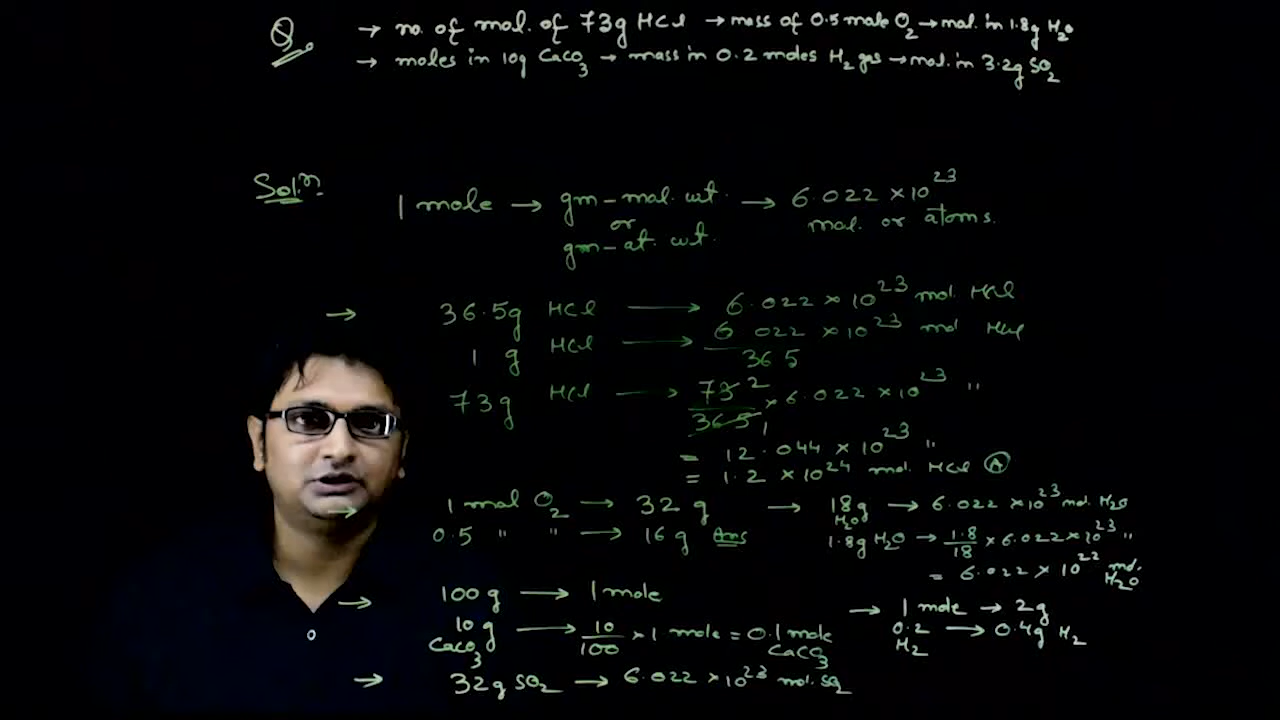 Q. → no. of mol. of 73g HCl → mass of 0.5 mole O2 → mol. in 1.8g H2O
→ moles in 10g CaCO3 → mass in 0.2 moles H2 gas → mol. in 3.2g SO2
Sol.n
1 mole → gm-mol. wt. or gm-at. wt. → 6.022 × 10^23 mol. or atoms.
→ 36.5g HCl → 6.022 × 10^23 mol. HCl
1 g HCl → 6.022 × 10^23 / 36.5 mol HCl
73g HCl → 73 2 / 36.5 1 × 6.022 × 10^23 "
= 12.044 × 10^23 "
= 1.2 × 10^24 mol. HCl A
→ 1 mol O2 → 32 g
0.5 " " → 16 g Ans
→ 18g H2O → 6.022 × 10^23 mol. H2O
1.8g H2O → 1.8/18 × 6.022 × 10^23 "
= 6.022 × 10^22 mol. H2O
→ 100 g → 1 mole
10 g CaCO3 → 10/100 × 1 mole = 0.1 mole CaCO3
→ 1 mole → 2g
0.2 H2 → 0.4g H2
→ 32g SO2 → 6.022 × 10^23 mol. SO2